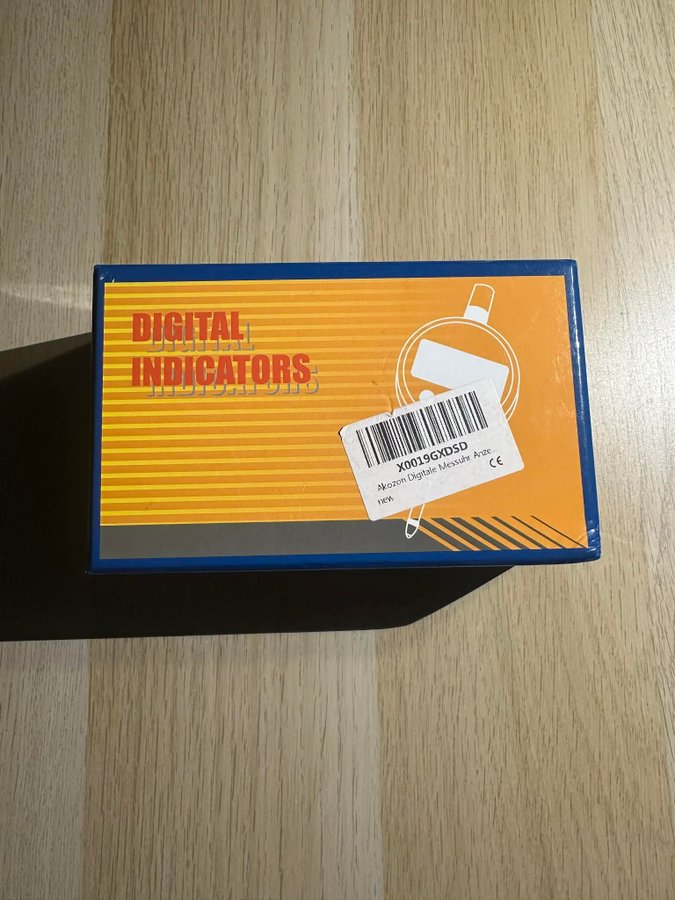 DIGITAL
INDICATORS
X0019GXDSD
Akozon Digitale Messuhr Anze...
new
CE